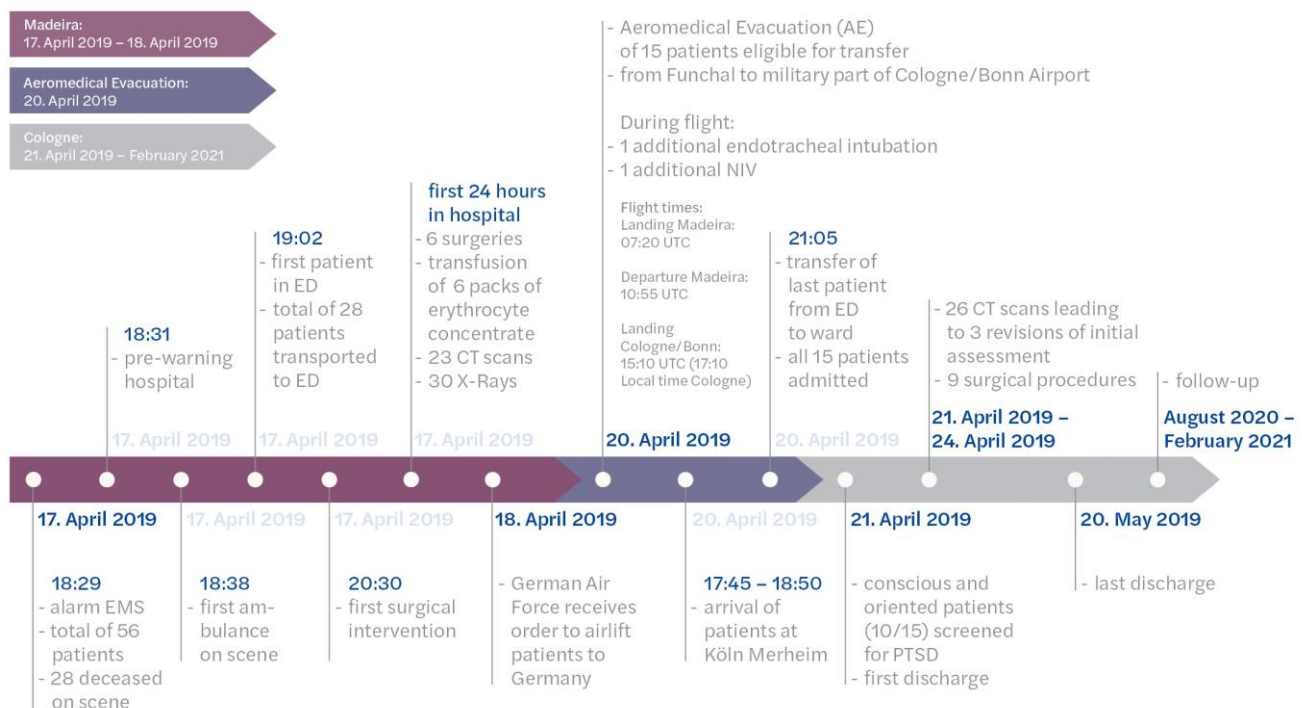 Madeira:
17. April 2019 – 18. April 2019
Aeromedical Evacuation:
20. April 2019
Cologne:
21. April 2019 – February 2021
- Aeromedical Evacuation (AE)
of 15 patients eligible for transfer
- from Funchal to military part of Cologne/Bonn Airport
During flight:
- 1 additional endotracheal intubation
- 1 additional NIV
Flight times:
Landing Madeira:
07:20 UTC
Departure Madeira:
10:55 UTC
Landing
Cologne/Bonn:
15:10 UTC (17:10
Local time Cologne)
18:31
- pre-warning
hospital
19:02
- first patient
in ED
- total of 28
patients
transported
to ED
first 24 hours
in hospital
- 6 surgeries
- transfusion
of 6 packs of
erythrocyte
concentrate
- 23 CT scans
- 30 X-Rays
21:05
- transfer of
last patient
from ED
to ward
- all 15 patients
admitted
- 26 CT scans leading
to 3 revisions of initial
assessment
- 9 surgical procedures
- follow-up
17. April 2019
17. April 2019
17. April 2019
20. April 2019
20. April 2019
21. April 2019 –
24. April 2019
August 2020 –
February 2021
17. April 2019
17. April 2019
17. April 2019
18. April 2019
20. April 2019
21. April 2019
20. May 2019
18:29
- alarm EMS
- total of 56
patients
- 28 deceased
on scene
18:38
- first am-
bulance
on scene
20:30
- first surgical
intervention
- German Air
Force receives
order to airlift
patients to
Germany
17:45 – 18:50
- arrival of
patients at
Köln Merheim
- conscious and
oriented patients
(10/15) screened
for PTSD
- first discharge
- last discharge